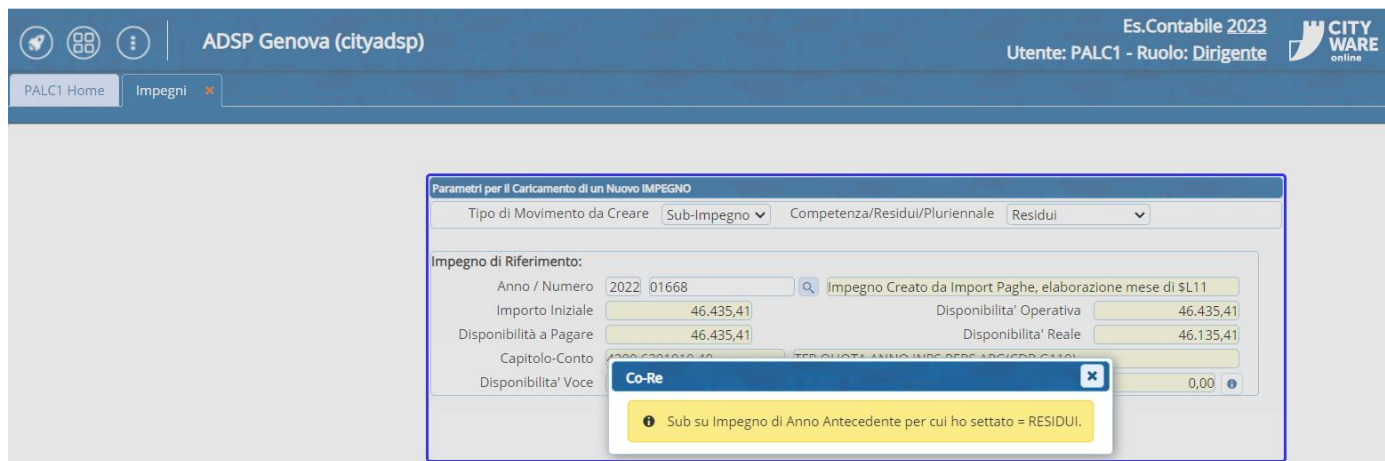 ADSP Genova (cityadsp)
Es.Contabile 2023
Utente: PALC1 - Ruolo: Dirigente
CITY
WARE
online
PALC1 Home
Impegni
Parametri per il Caricamento di un Nuovo IMPEGNO
Tipo di Movimento da Creare Sub-Impegno Competenza/Residui/Pluriennale Residui
Impegno di Riferimento:
Anno / Numero 2022 01668 Impegno Creato da Import Paghe, elaborazione mese di $L11
Importo Iniziale 46.435,41 Disponibilita' Operativa 46.435,41
Disponibilità a Pagare 46.435,41 Disponibilita' Reale 46.135,41
Capitolo-Conto
Disponibilita' Voce 0,00
Co-Re
Sub su Impegno di Anno Antecedente per cui ho settato = RESIDUI.